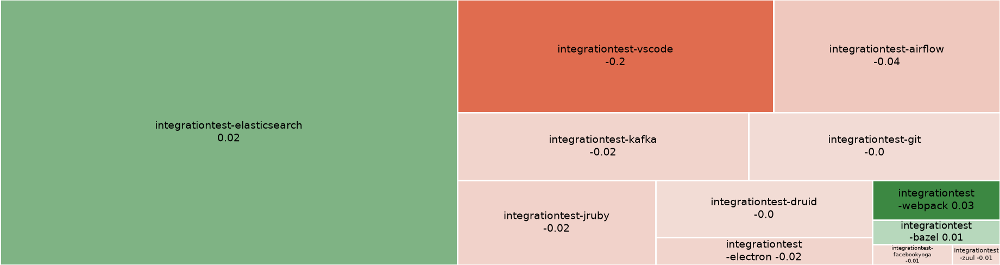 integrationtest-elasticsearch
0.02
integrationtest-vscode
-0.2
integrationtest-airflow
-0.04
integrationtest-kafka
-0.02
integrationtest-git
-0.0
integrationtest-jruby
-0.02
integrationtest-druid
-0.0
integrationtest
-electron -0.02
integrationtest
-webpack 0.03
integrationtest
-bazel 0.01
integrationtest-
facebookyoga
-0.01
integrationtest
-zuul -0.01